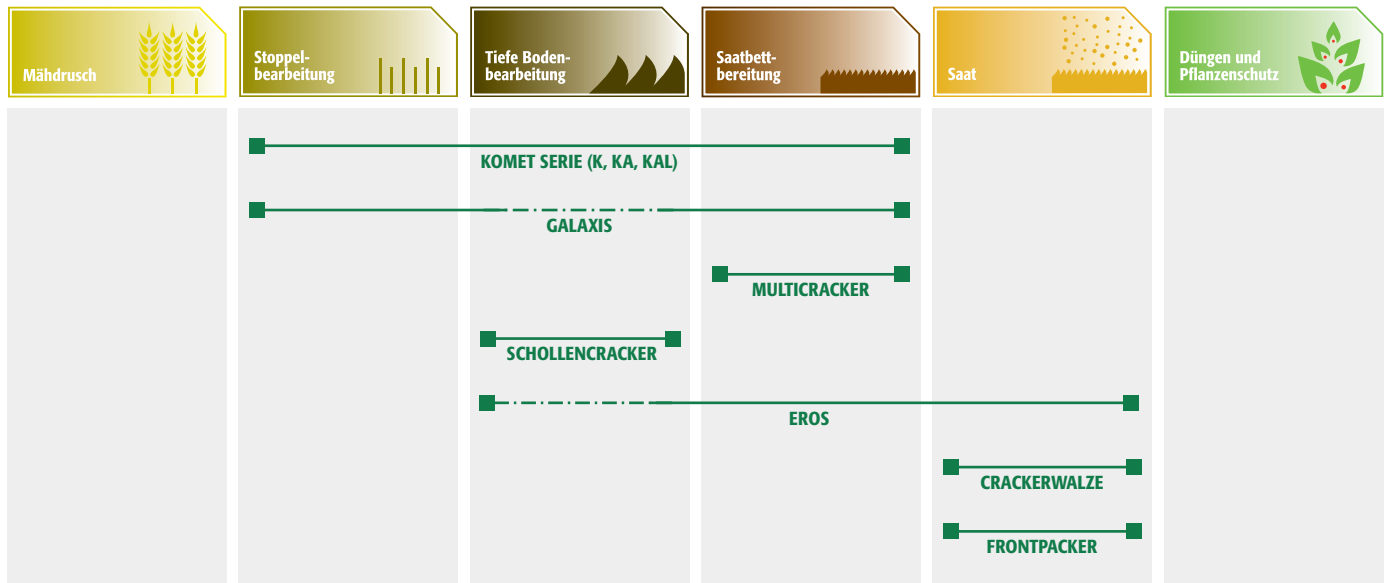 Mähdrusch
Stoppel-
bearbeitung
Tiefe Boden-
bearbeitung
Saatbett-
bereitung
Saat
Düngen und
Pflanzenschutz
KOMET SERIE (K, KA, KAL)
GALAXIS
MULTICRACKER
SCHOLLENCRACKER
EROS
CRACKERWALZE
FRONTPACKER